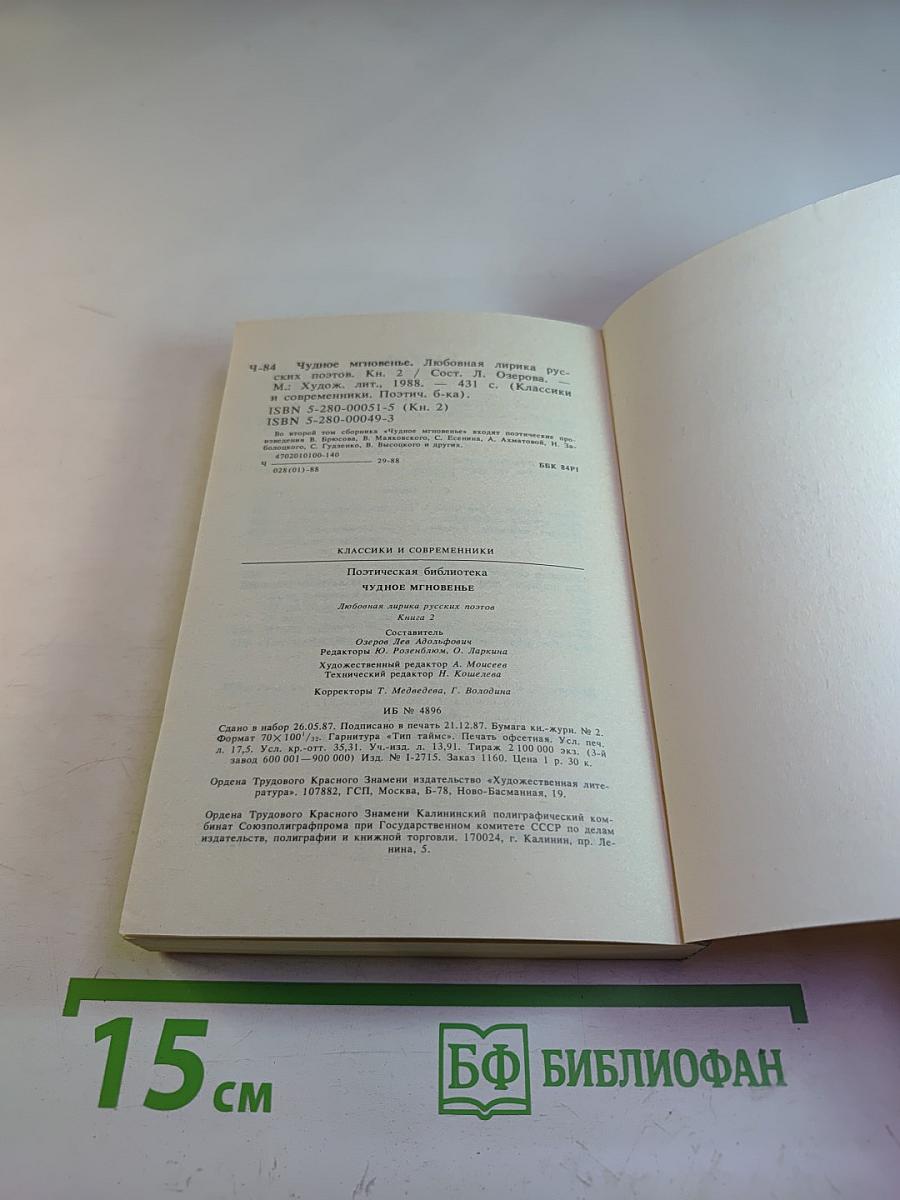 Ч-84 Чудное мгновенье. Любовная лирика рус-
ских поэтов. Кн. 2 / Сост. Л. Озерова. —
М.: Худож. лит., 1988. — 431 с. (Классики
и современники. Поэтич. б-ка).
ISBN 5-280-00051-5 (Кн. 2)
ISBN 5-280-00049-3
Во второй том сборника «Чудное мгновенье» входят поэтические про-
изведения В. Брюсова, В. Маяковского, С. Есенина, А. Ахматовой, Н. За-
болоцкого, С. Гудзенко, В. Высоцкого и других.
4702010100-140
Ч 29-88
028(01)-88
ББК 84Р1
КЛАССИКИ И СОВРЕМЕННИКИ
Поэтическая библиотека
ЧУДНОЕ МГНОВЕНЬЕ
Любовная лирика русских поэтов
Книга 2
Составитель
Озеров Лев Адольфович
Редакторы Ю. Розенблюм, О. Ларкина
Художественный редактор А. Моисеев
Технический редактор Н. Кошелева
Корректоры Т. Медведева, Г. Володина
ИБ № 4896
Сдано в набор 26.05.87. Подписано в печать 21.12.87. Бумага кн.-журн. № 2.
Формат 70×100¹/₃₂. Гарнитура «Тип таймс». Печать офсетная. Усл. печ.
л. 17,5. Усл. кр.-отт. 35,31. Уч.-изд. л. 13,91. Тираж 2 100 000 экз. (3-й
завод 600 001—900 000) Изд. № I-2715. Заказ 1160. Цена 1 р. 30 к.
Ордена Трудового Красного Знамени издательство «Художественная лите-
ратура». 107882, ГСП, Москва, Б-78, Ново-Басманная, 19.
Ордена Трудового Красного Знамени Калининский полиграфический ком-
бинат Союзполиграфпрома при Государственном комитете СССР по делам
издательств, полиграфии и книжной торговли. 170024, г. Калинин, пр. Ле-
нина, 5.
15 см
БФ БИБЛИОФАН